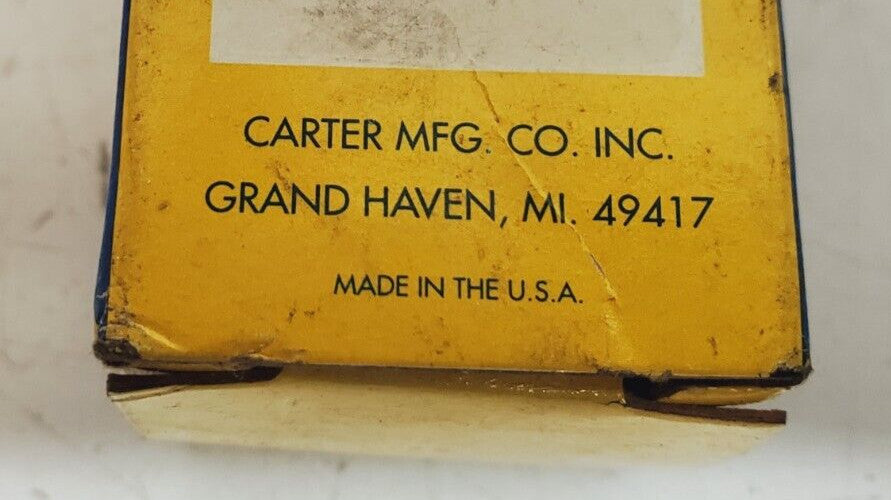 CARTER MFG. CO. INC.
GRAND HAVEN, MI. 49417
MADE IN THE U.S.A.